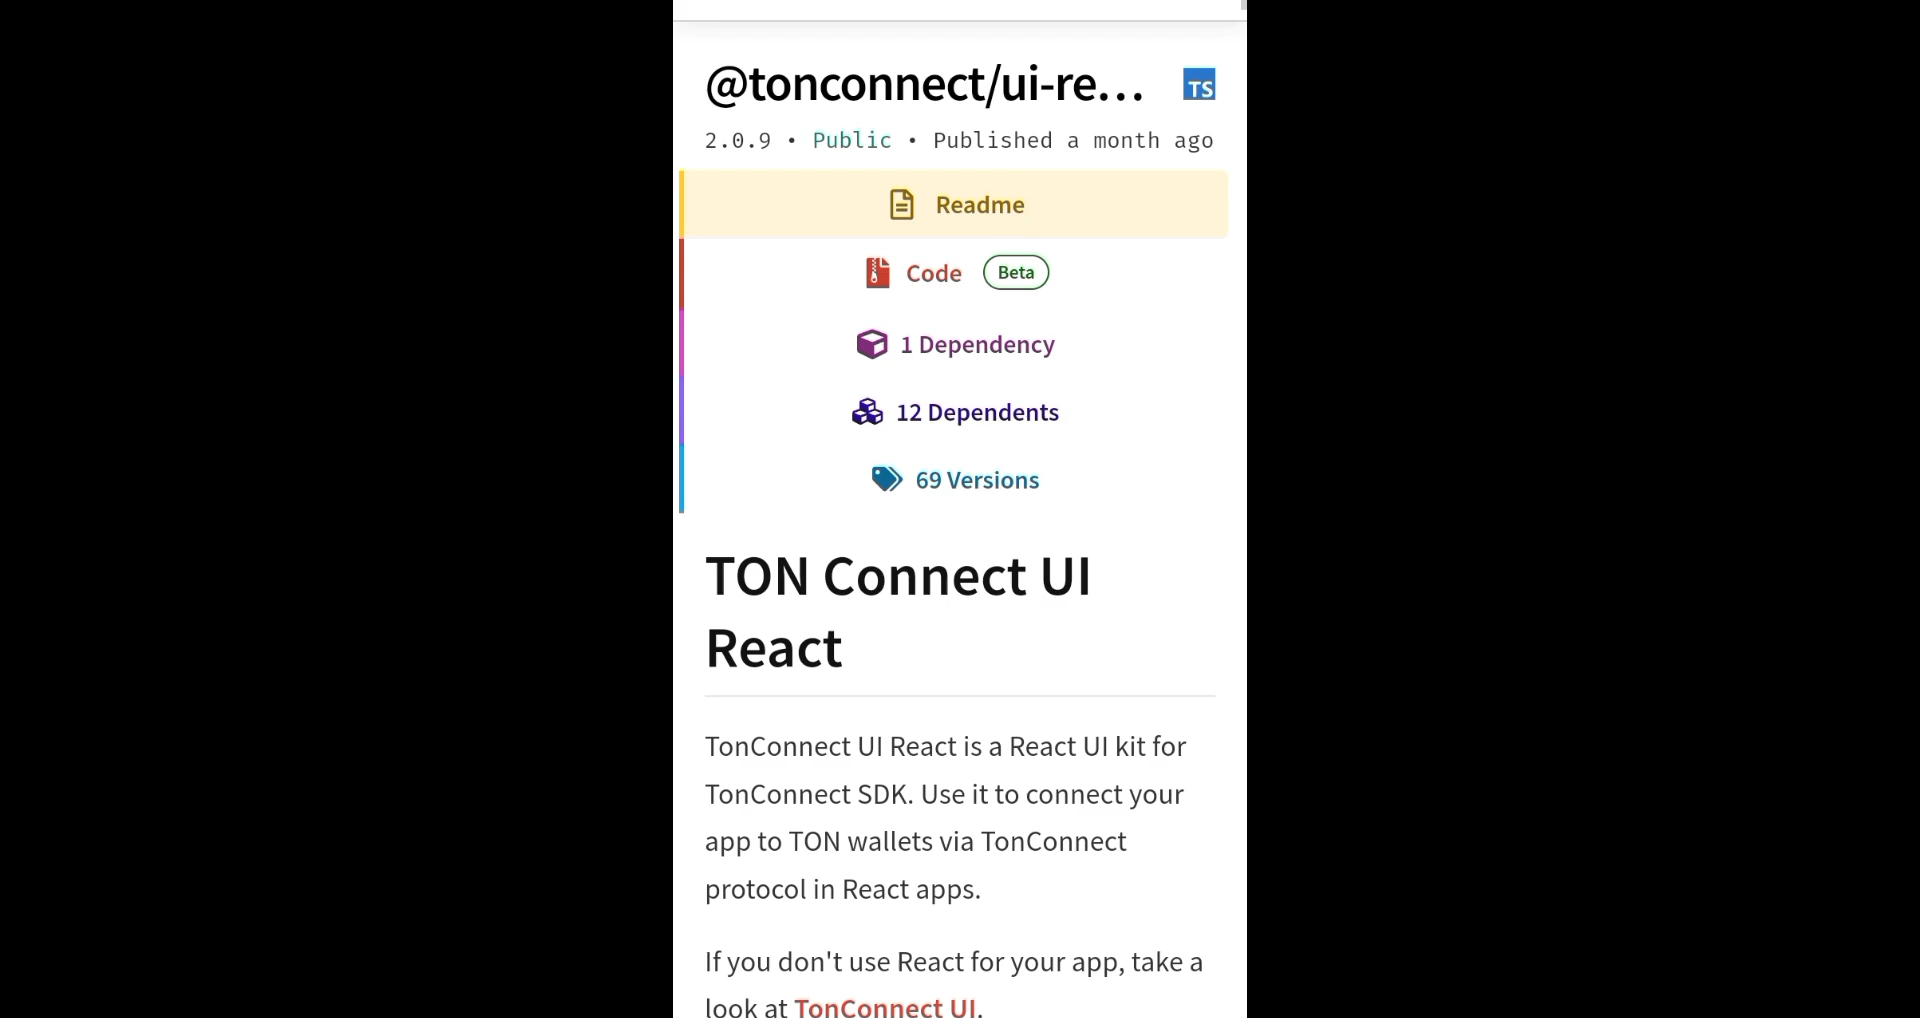 @tonconnect/ui-re...
TS
2.0.9 • Public • Published a month ago
Readme
Code Beta
1 Dependency
12 Dependents
69 Versions
TON Connect UI
React
TonConnect UI React is a React UI kit for
TonConnect SDK. Use it to connect your
app to TON wallets via TonConnect
protocol in React apps.
If you don't use React for your app, take a
look at TonConnect UI.